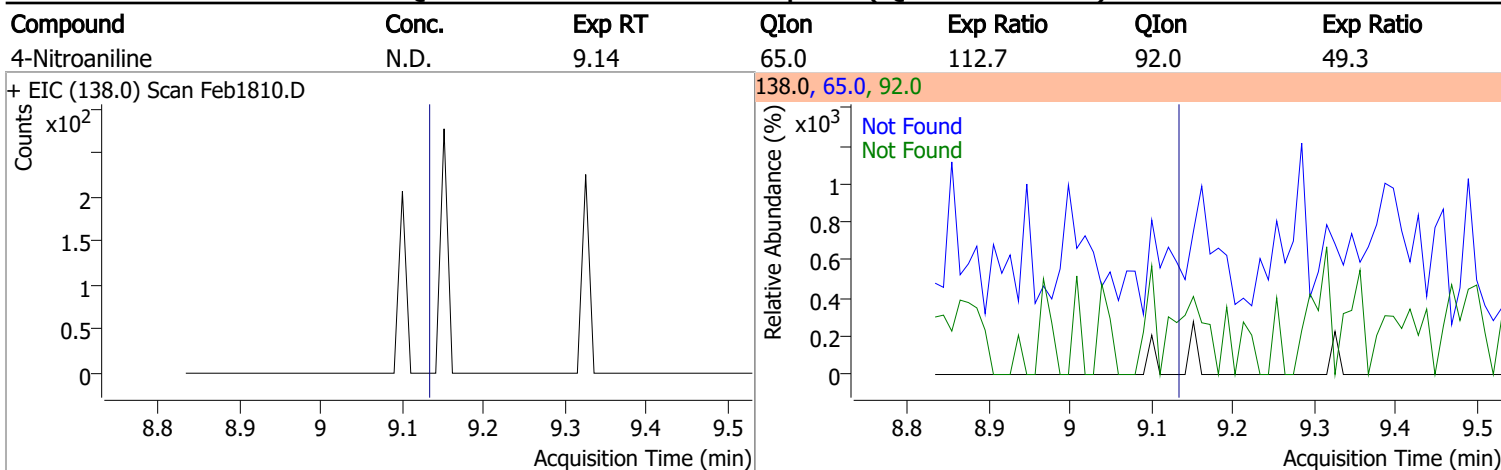 Compound Conc. Exp RT QIon Exp Ratio QIon Exp Ratio
4-Nitroaniline N.D. 9.14 65.0 112.7 92.0 49.3
+ EIC (138.0) Scan Feb1810.D
138.0, 65.0, 92.0
Counts
x10²
2
1.5
1
0.5
0
8.8 8.9 9 9.1 9.2 9.3 9.4 9.5
Acquisition Time (min)
Relative Abundance (%)
x10³
Not Found
Not Found
1
0.8
0.6
0.4
0.2
0
8.8 8.9 9 9.1 9.2 9.3 9.4 9.5
Acquisition Time (min)